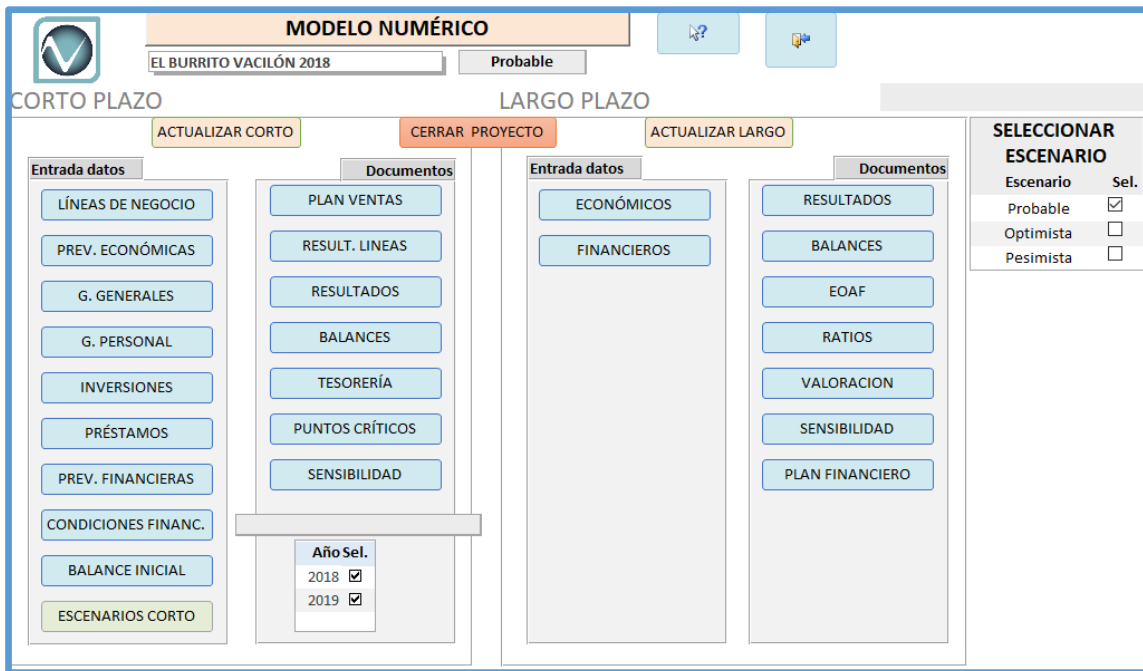 MODELO NUMÉRICO
EL BURRITO VACILÓN 2018
Probable
CORTO PLAZO
LARGO PLAZO
ACTUALIZAR CORTO
CERRAR PROYECTO
ACTUALIZAR LARGO
Entrada datos
LÍNEAS DE NEGOCIO
PREV. ECONÓMICAS
G. GENERALES
G. PERSONAL
INVERSIONES
PRÉSTAMOS
PREV. FINANCIERAS
CONDICIONES FINANC.
BALANCE INICIAL
ESCENARIOS CORTO
Documentos
PLAN VENTAS
RESULT. LINEAS
RESULTADOS
BALANCES
TESORERÍA
PUNTOS CRÍTICOS
SENSIBILIDAD
Año Sel.
2018
2019
Entrada datos
ECONÓMICOS
FINANCIEROS
Documentos
RESULTADOS
BALANCES
EOAF
RATIOS
VALORACION
SENSIBILIDAD
PLAN FINANCIERO
SELECCIONAR
ESCENARIO
Escenario Sel.
Probable
Optimista
Pesimista